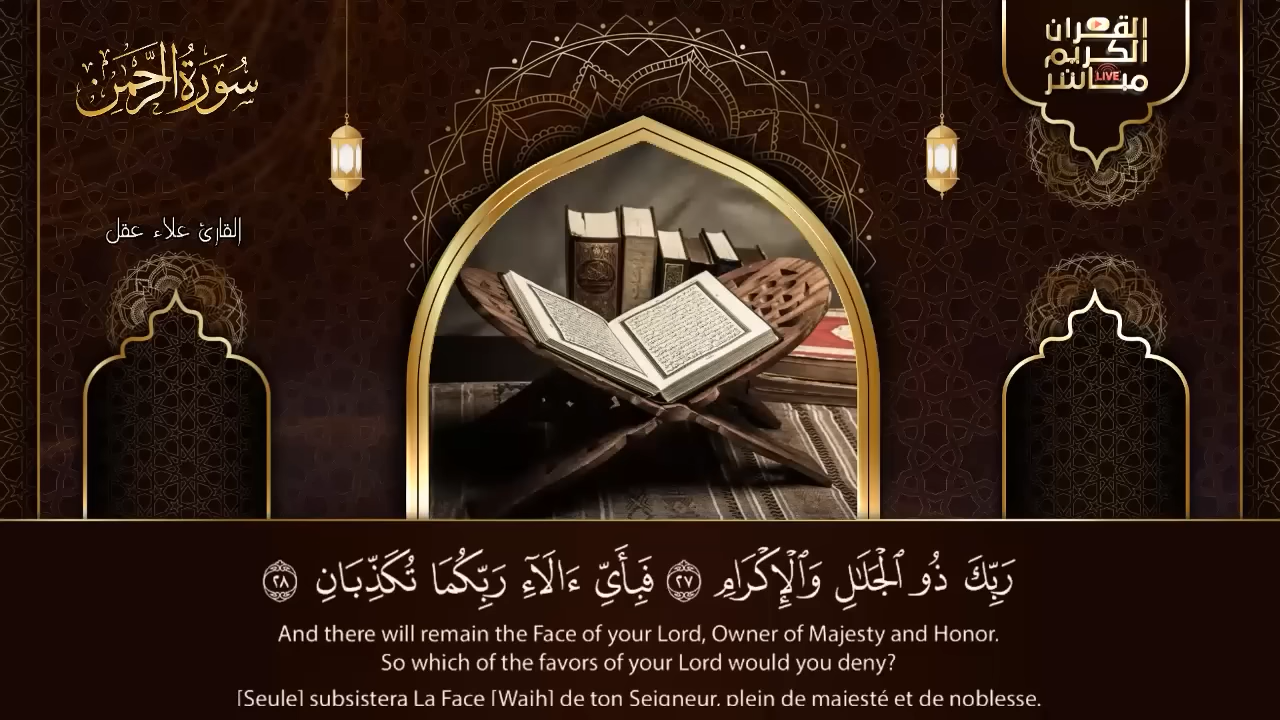 سُورَةُ الرَّحْمَٰن
القرآن
الكريم
مباشر
LIVE
القارئ علاء عقل
رَبِّكَ ذُو ٱلْجَلَٰلِ وَٱلْإِكْرَامِ ٢٧ فَبِأَيِّ ءَالَآءِ رَبِّكُمَا تُكَذِّبَانِ ٢٨
And there will remain the Face of your Lord, Owner of Majesty and Honor.
So which of the favors of your Lord would you deny?
[Seule] subsistera La Face [Wajh] de ton Seigneur, plein de majesté et de noblesse.